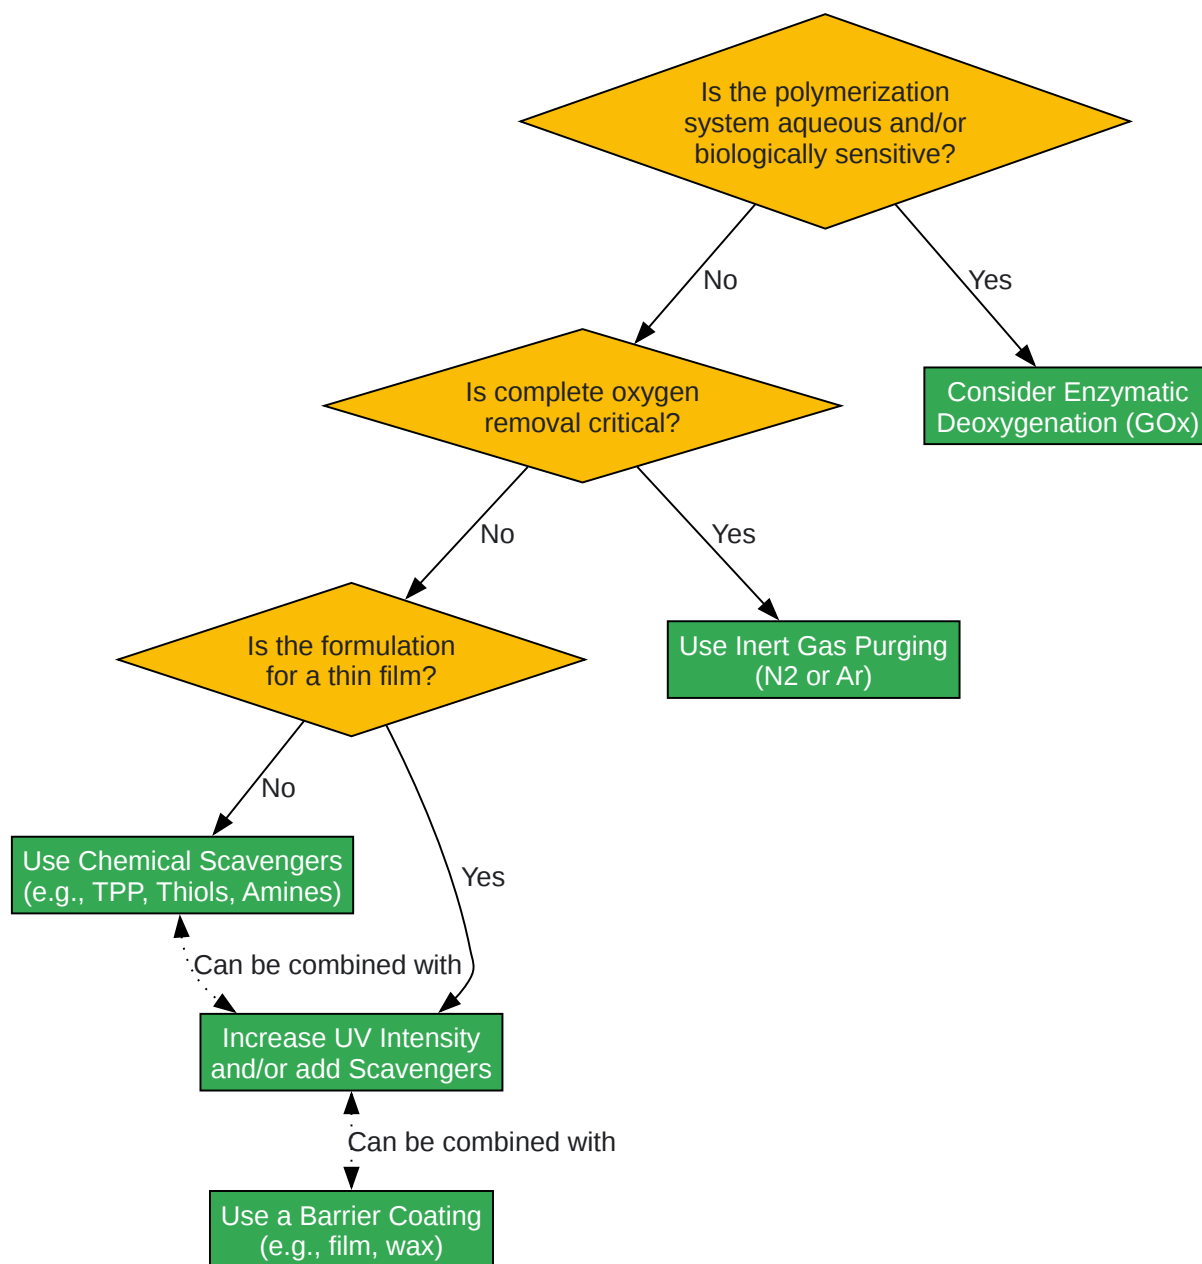 Is the polymerization
system aqueous and/or
biologically sensitive?
No
Yes
Is complete oxygen
removal critical?
Consider Enzymatic
Deoxygenation (GOx)
No
Yes
Is the formulation
for a thin film?
Use Inert Gas Purging
(N2 or Ar)
No
Yes
Use Chemical Scavengers
(e.g., TPP, Thiols, Amines)
Can be combined with
Increase UV Intensity
and/or add Scavengers
Can be combined with
Use a Barrier Coating
(e.g., film, wax)